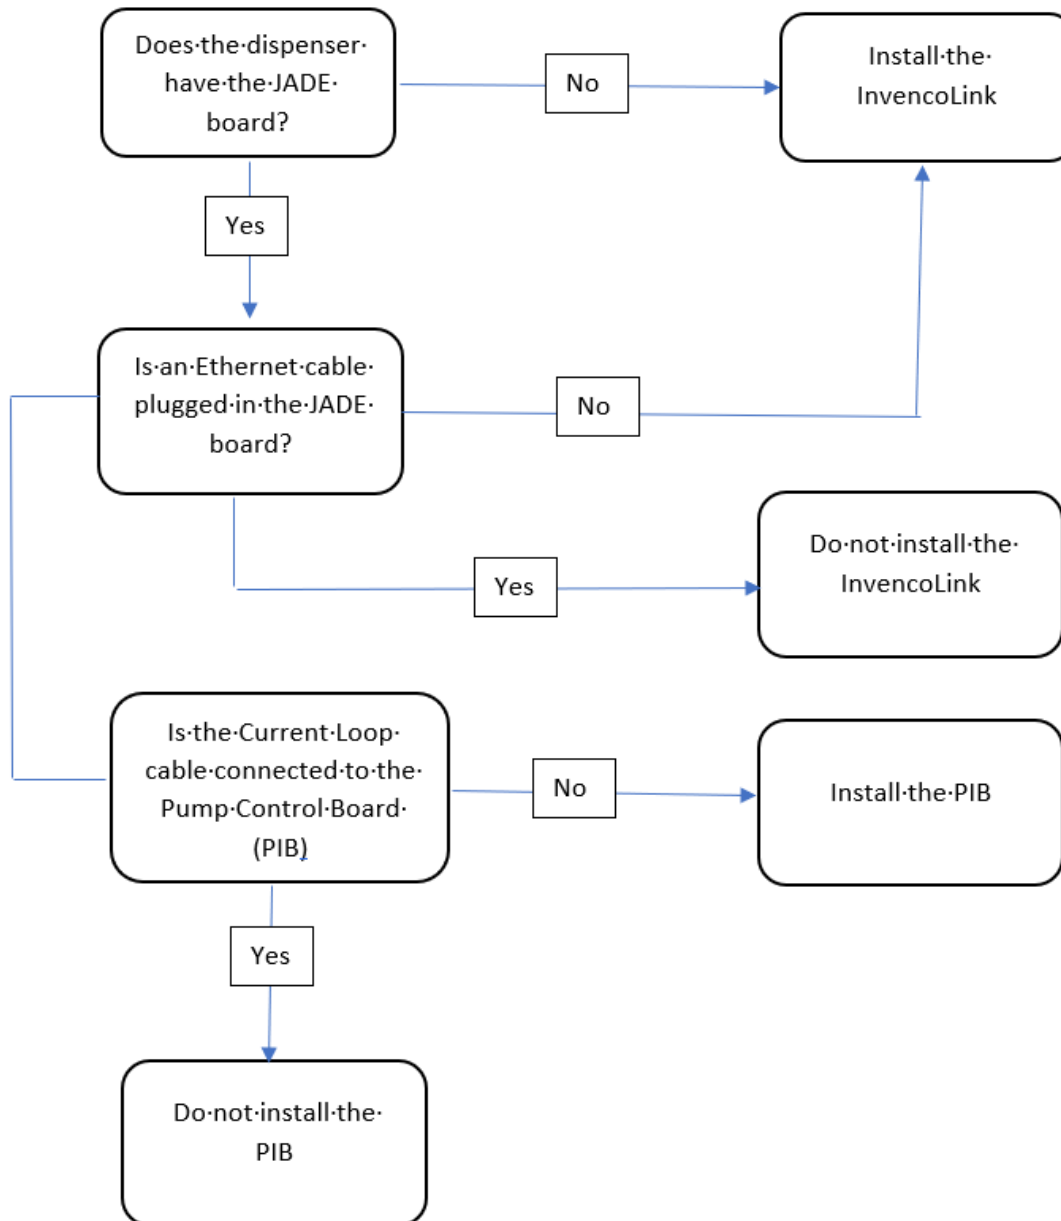 Does·the·dispenser·
have·the·JADE·
board?
No
Install·the·
InvencoLink
Yes
Is·an·Ethernet·cable·
plugged·in·the·JADE·
board?
No
Do·not·install·the·
InvencoLink
Yes
Is·the·Current·Loop·
cable·connected·to·the·
Pump·Control·Board·
(PIB)
No
Install·the·PIB
Yes
Do·not·install·the·
PIB